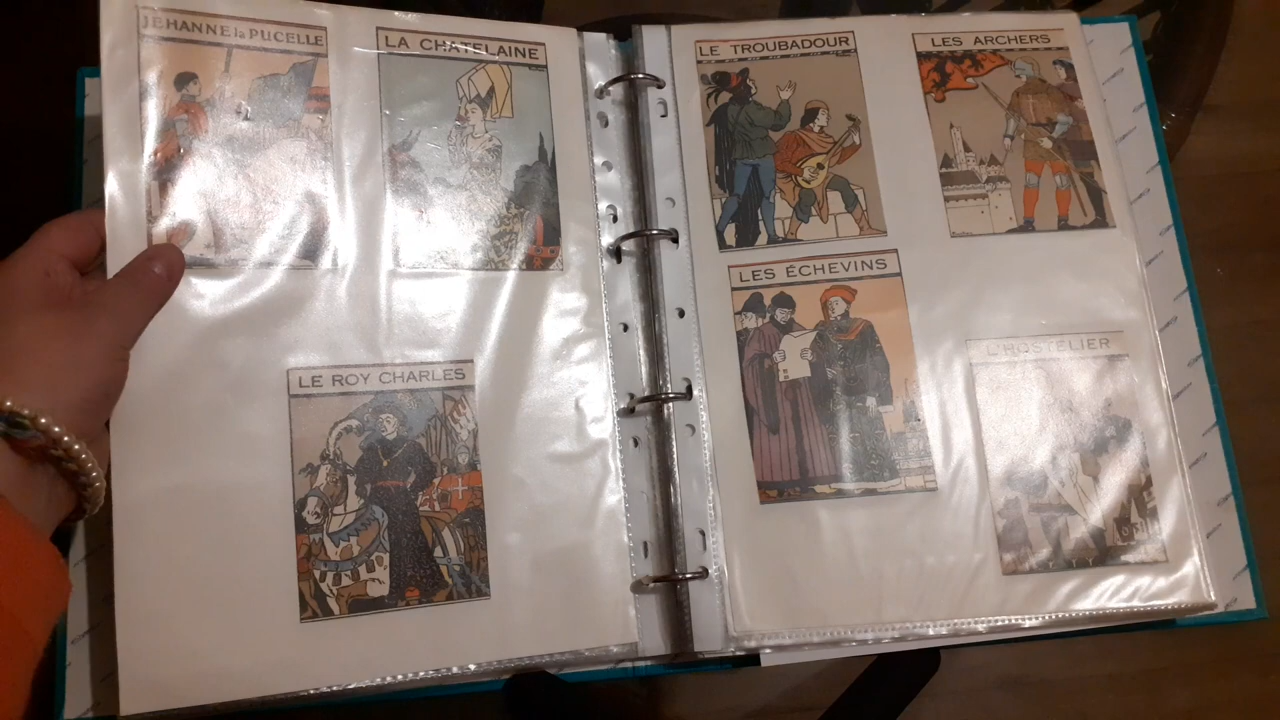 JEHANNE la PUCELLE
LA CHATELAINE
LE ROY CHARLES
LE TROUBADOUR
LES ARCHERS
LES ÉCHEVINS
L'HOSTELIER